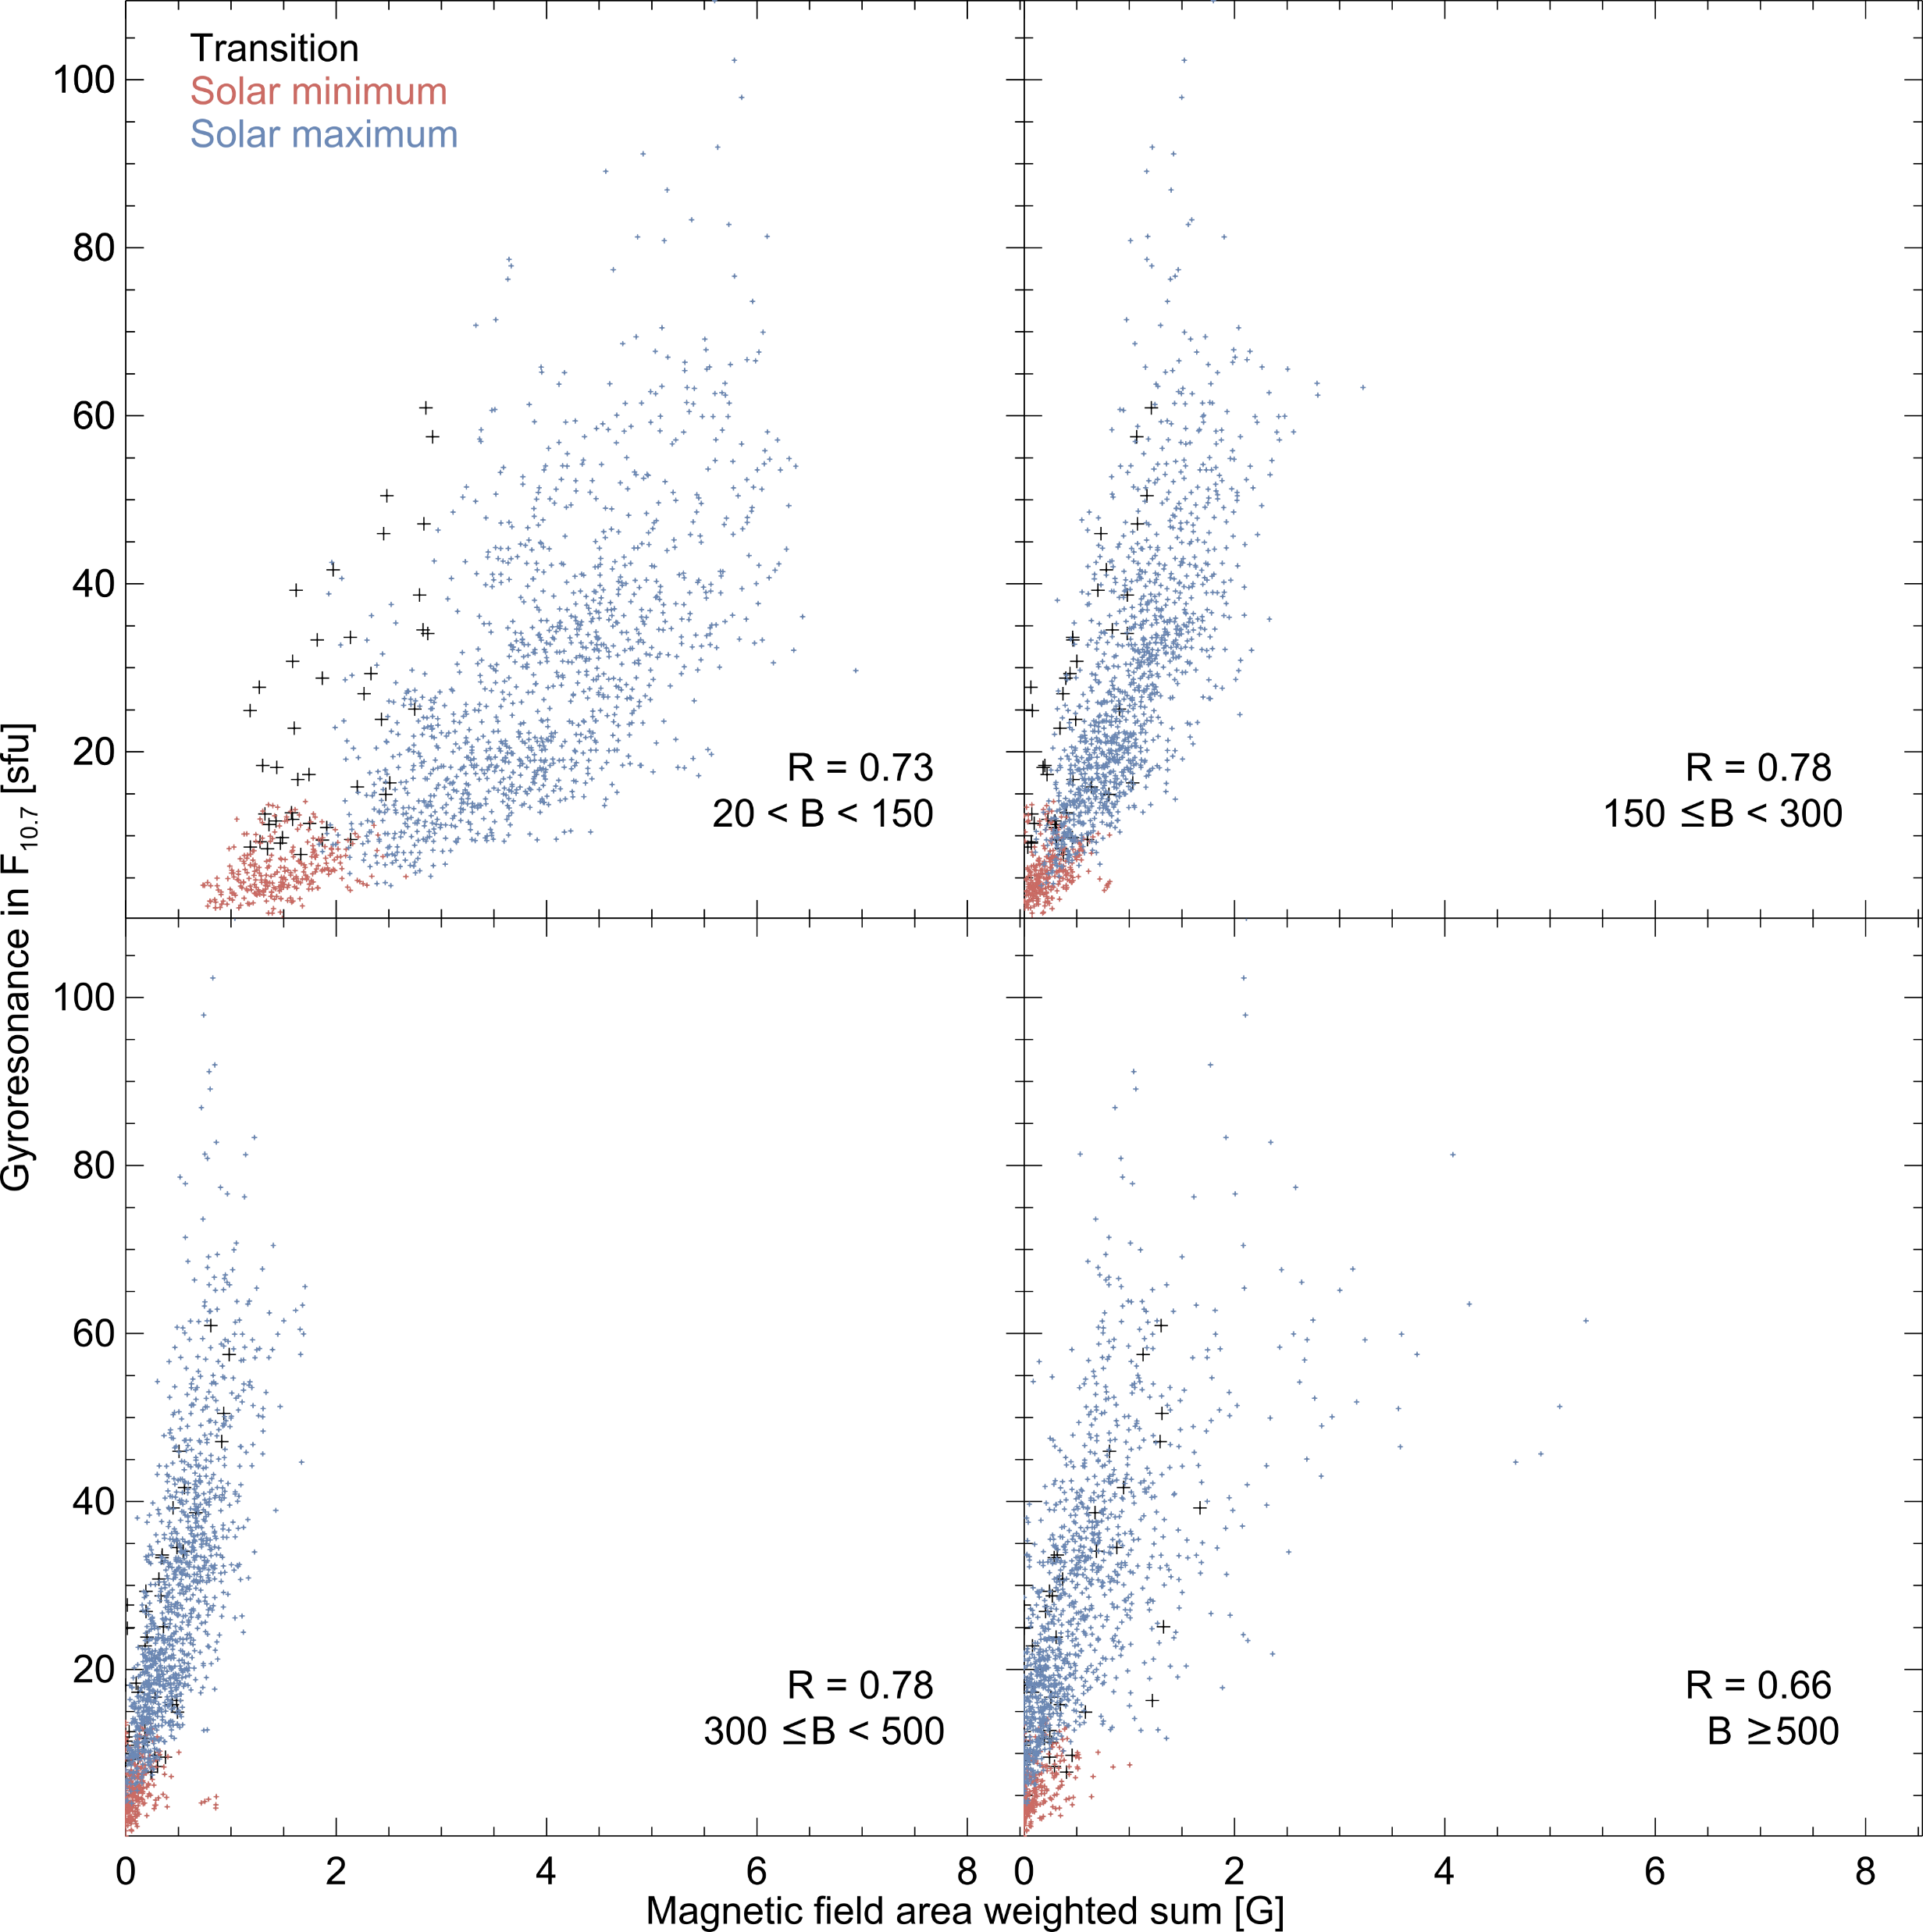 Transition
Solar minimum
Solar maximum
100
80
60
40
20
R = 0.73
20 < B < 150
R = 0.78
150 ≤B < 300
Gyroresonance in F10.7 [sfu]
100
80
60
40
20
R = 0.78
300 ≤B < 500
R = 0.66
B ≥500
0 2 4 6 8 0 2 4 6 8
Magnetic field area weighted sum [G]